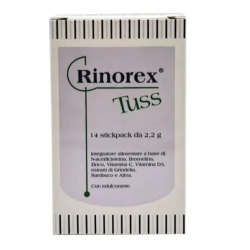 Rinorex®
Tuss
14 stickpack da 2,2 g
Integratore alimentare a base di
Nacetilcisteina, Bromelina,
Zinco, Vitamina C, Vitamina D3,
estratti di Grindelia,
Sambuco e Altea.
Con edulcorante